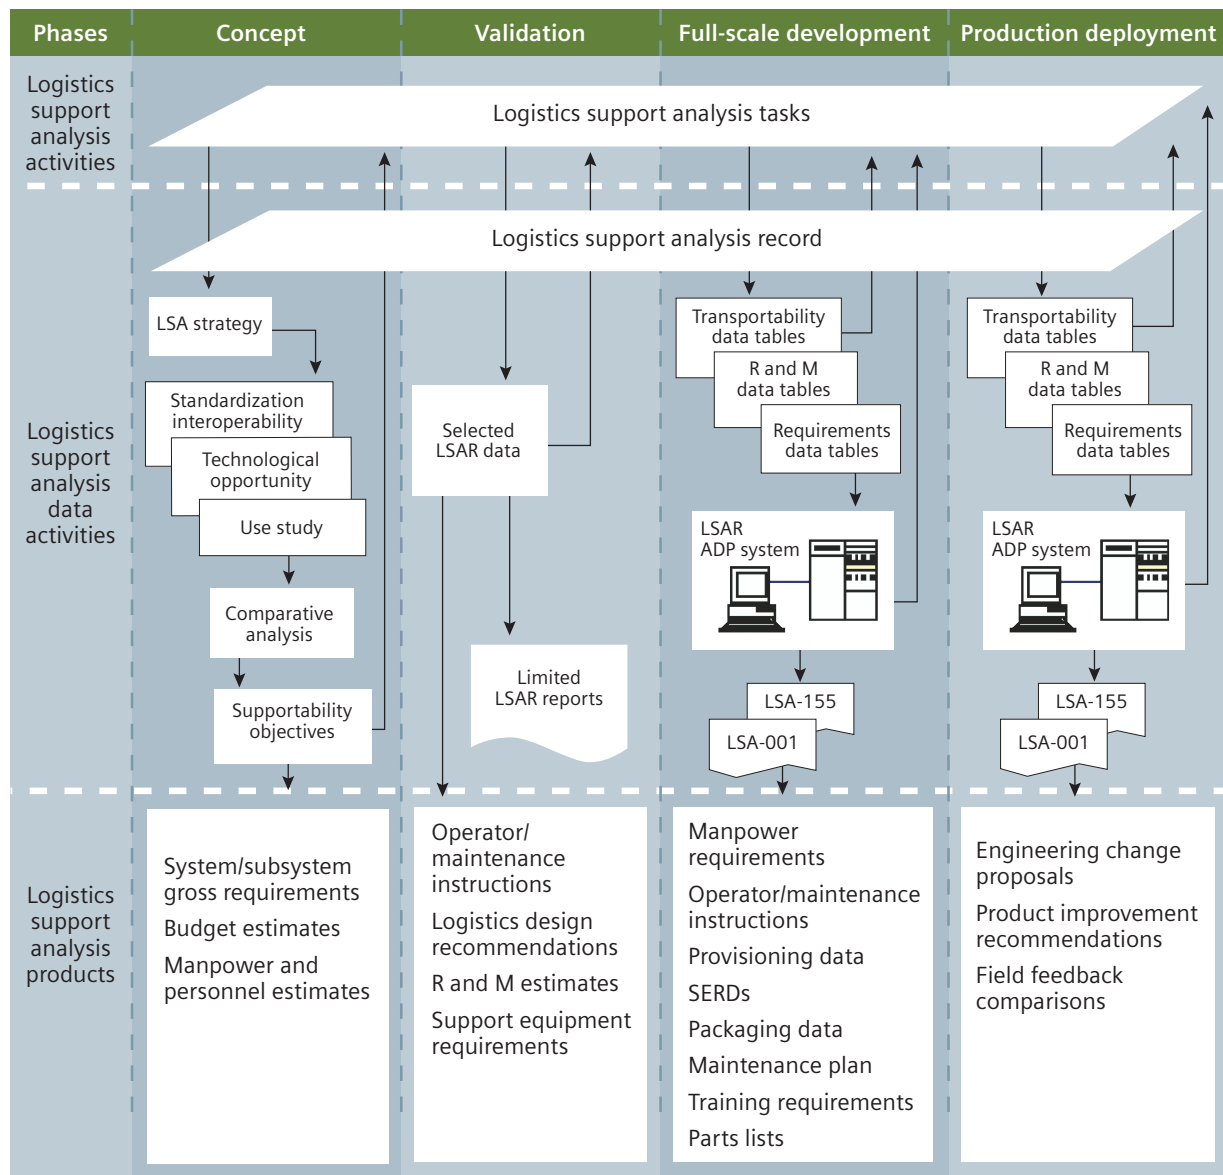 Phases
Concept
Validation
Full-scale development
Production deployment
Logistics
support
analysis
activities
Logistics support analysis tasks
Logistics support analysis record
Logistics
support
analysis
data
activities
LSA strategy
Standardization
interoperability
Technological
opportunity
Use study
Comparative
analysis
Supportability
objectives
Selected
LSAR data
Limited
LSAR reports
Transportability
data tables
R and M
data tables
Requirements
data tables
LSAR
ADP system
LSA-155
LSA-001
Transportability
data tables
R and M
data tables
Requirements
data tables
LSAR
ADP system
LSA-155
LSA-001
Logistics
support
analysis
products
System/subsystem
gross requirements
Budget estimates
Manpower and
personnel estimates
Operator/
maintenance
instructions
Logistics design
recommendations
R and M estimates
Support equipment
requirements
Manpower
requirements
Operator/maintenance
instructions
Provisioning data
SERDs
Packaging data
Maintenance plan
Training requirements
Parts lists
Engineering change
proposals
Product improvement
recommendations
Field feedback
comparisons